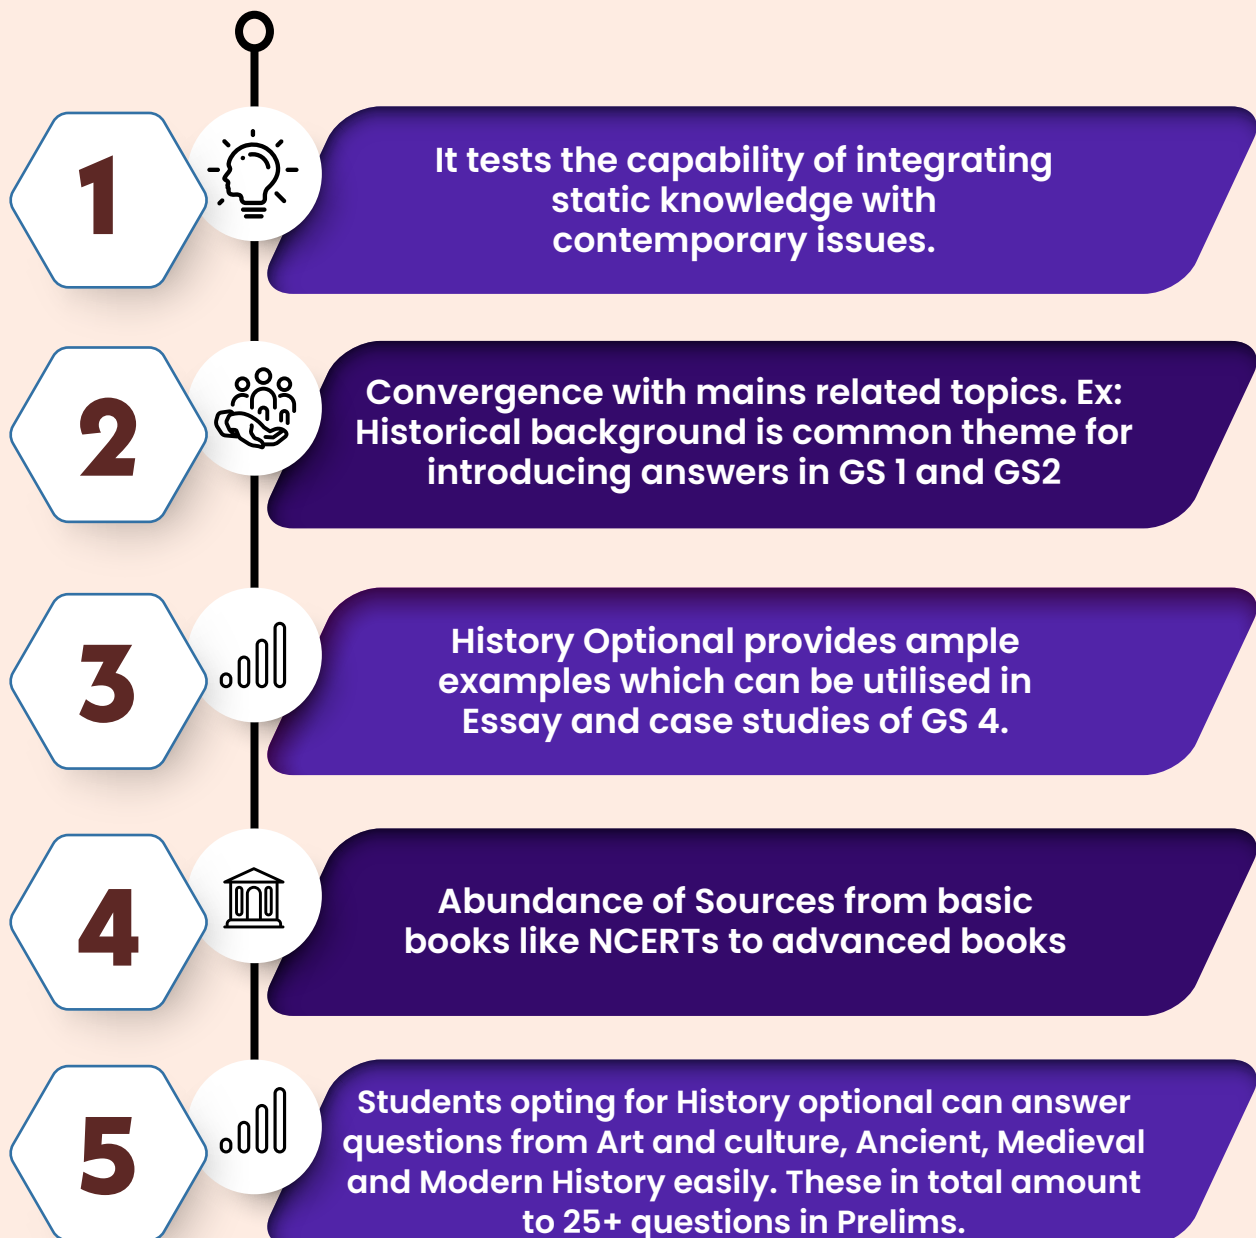 1
It tests the capability of integrating
static knowledge with
contemporary issues.
2
Convergence with mains related topics. Ex:
Historical background is common theme for
introducing answers in GS 1 and GS2
3
History Optional provides ample
examples which can be utilised in
Essay and case studies of GS 4.
4
Abundance of Sources from basic
books like NCERTs to advanced books
5
Students opting for History optional can answer
questions from Art and culture, Ancient, Medieval
and Modern History easily. These in total amount
to 25+ questions in Prelims.